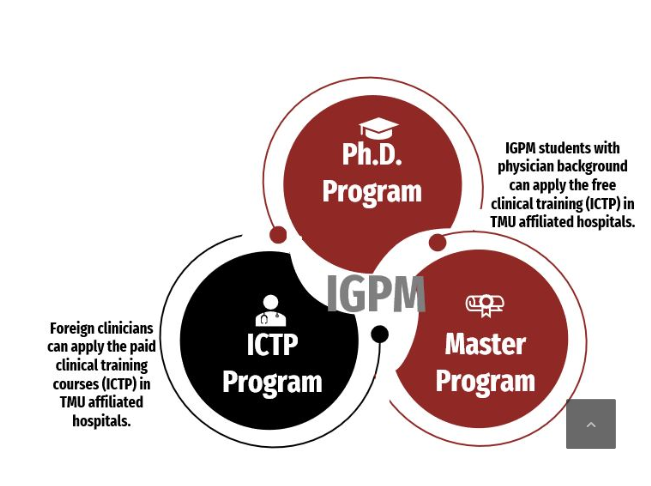 Ph.D.
Program
IGPM students with
physician background
can apply the free
clinical training (ICTP) in
TMU affiliated hospitals.
IGPM
Foreign clinicians
can apply the paid
clinical training
courses (ICTP) in
TMU affiliated
hospitals.
ICTP
Program
Master
Program